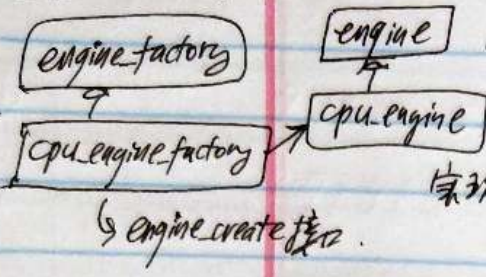 engine_factory
engine
cpu_engine_factory
cpu_engine
engine_create接口.